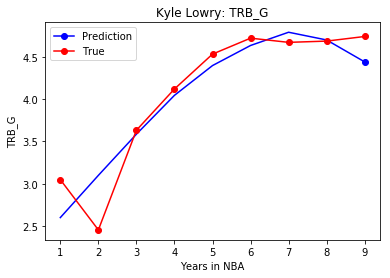 Kyle Lowry: TRB_G
Prediction
True
TRB_G
4.5
4.0
3.5
3.0
2.5
1 2 3 4 5 6 7 8 9
Years in NBA